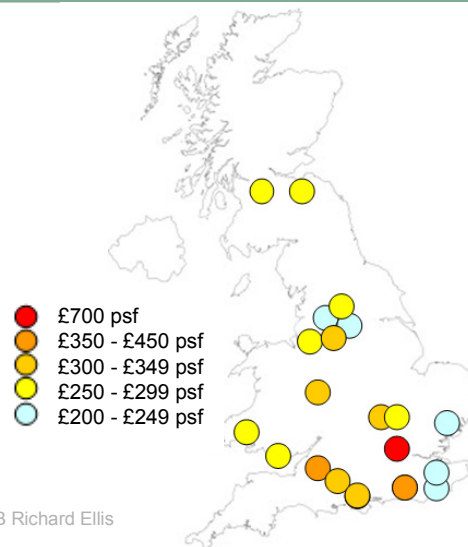 £700 psf
£350 - £450 psf
£300 - £349 psf
£250 - £299 psf
£200 - £249 psf
Richard Ellis